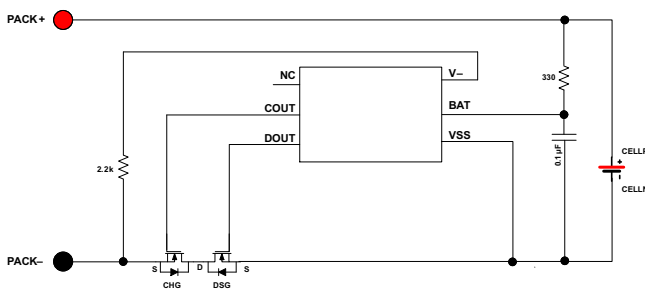 PACK+
NC
V–
330
COUT
BAT
DOUT
VSS
0.1 µF
2.2k
+
-
PACK–
S
D
S
CHG
DSG